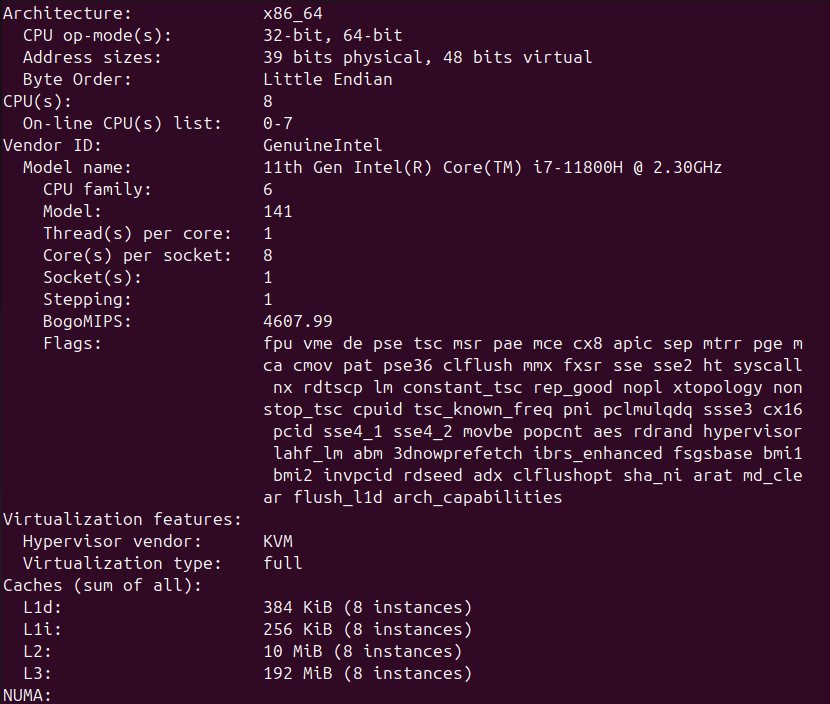 Architecture:             x86_64
  CPU op-mode(s):         32-bit, 64-bit
  Address sizes:          39 bits physical, 48 bits virtual
  Byte Order:             Little Endian
CPU(s):                   8
  On-line CPU(s) list:    0-7
Vendor ID:                GenuineIntel
  Model name:             11th Gen Intel(R) Core(TM) i7-11800H @ 2.30GHz
    CPU family:           6
    Model:                141
    Thread(s) per core:   1
    Core(s) per socket:   8
    Socket(s):            1
    Stepping:             1
    BogoMIPS:             4607.99
    Flags:                fpu vme de pse tsc msr pae mce cx8 apic sep mtrr pge m
                          ca cmov pat pse36 clflush mmx fxsr sse sse2 ht syscall
                           nx rdtscp lm constant_tsc rep_good nopl xtopology non
                          stop_tsc cpuid tsc_known_freq pni pclmulqdq ssse3 cx16
                           pcid sse4_1 sse4_2 movbe popcnt aes rdrand hypervisor
                           lahf_lm abm 3dnowprefetch ibrs_enhanced fsgsbase bmi1
                           bmi2 invpcid rdseed adx clflushopt sha_ni arat md_cle
                          ar flush_l1d arch_capabilities
Virtualization features:
  Hypervisor vendor:      KVM
  Virtualization type:    full
Caches (sum of all):
  L1d:                    384 KiB (8 instances)
  L1i:                    256 KiB (8 instances)
  L2:                     10 MiB (8 instances)
  L3:                     192 MiB (8 instances)
NUMA: